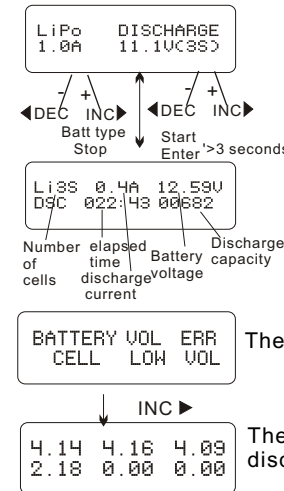 LiPo DISCHARGE
1.0A 11.1V(3S)
- + - +
◀DEC INC▶ ◀DEC INC▶
Batt type
Stop
Start
Enter '>3 seconds
Li3S 0.4A 12.59V
DSC 022:43 00682
Number of cells
elapsed time
discharge current
Battery voltage
Discharge capacity
BATTERY VOL ERR
CELL LOW VOL
The
INC ▶
4.14 4.16 4.09
2.18 0.00 0.00
The
disc